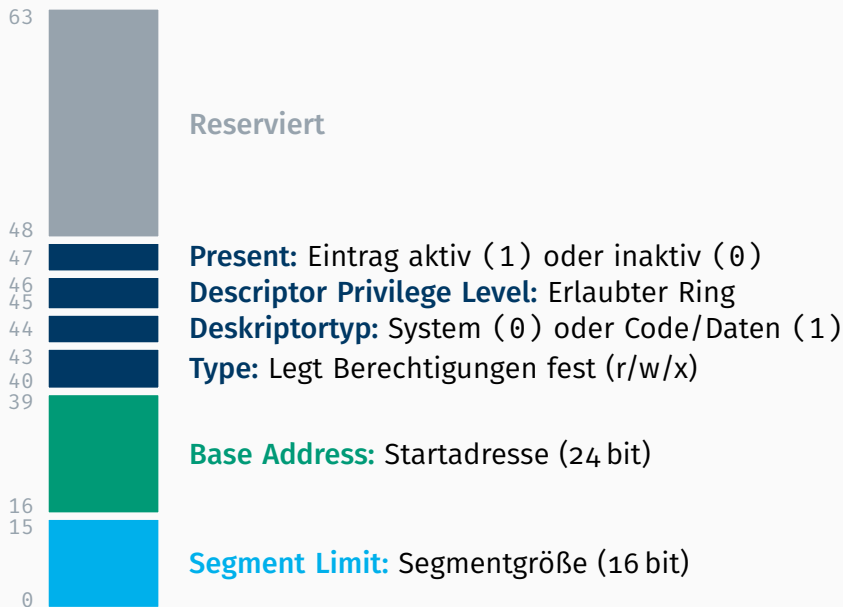 63
Reserviert
48
47
Present: Eintrag aktiv (1) oder inaktiv (0)
46
Descriptor Privilege Level: Erlaubter Ring
45
44
Deskriptortyp: System (0) oder Code/Daten (1)
43
Type: Legt Berechtigungen fest (r/w/x)
40
39
Base Address: Startadresse (24 bit)
16
15
Segment Limit: Segmentgröße (16 bit)
0